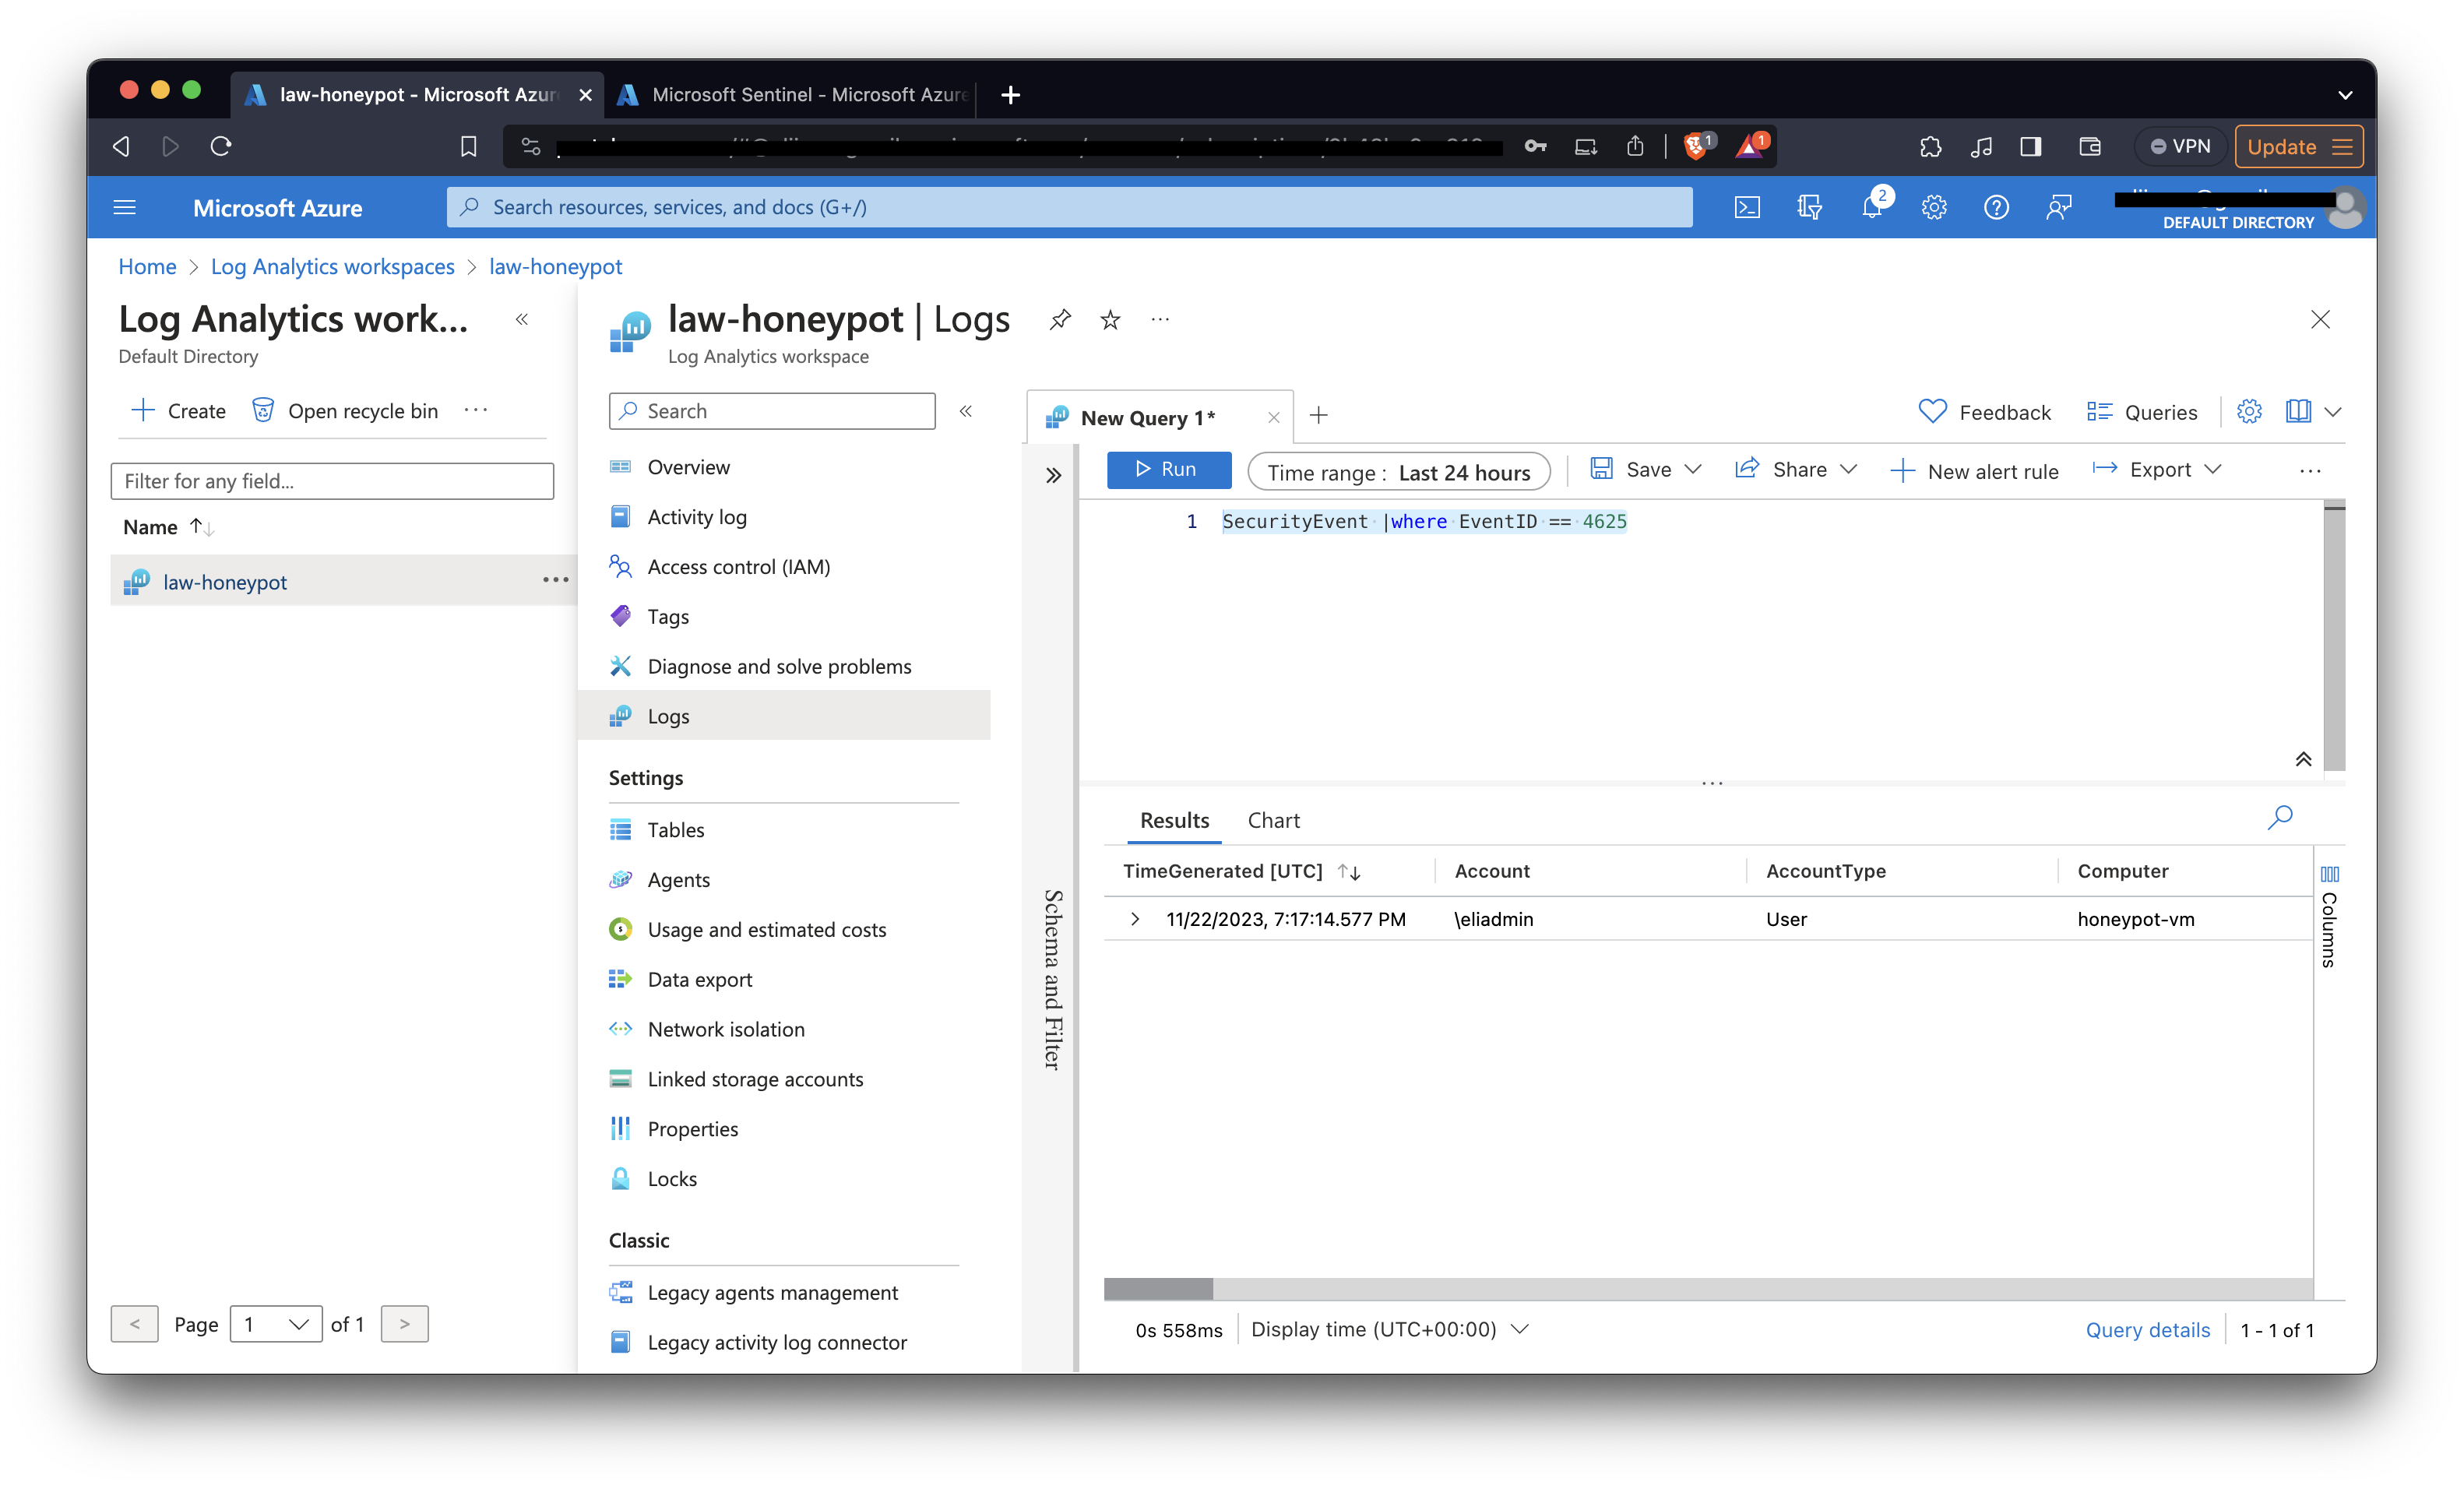 law-honeypot - Microsoft Azur
Microsoft Sentinel - Microsoft Azure
1
1
VPN
Update
Microsoft Azure
Search resources, services, and docs (G+/)
2
DEFAULT DIRECTORY
Home > Log Analytics workspaces > law-honeypot
Log Analytics work...
Default Directory
Create
Open recycle bin
Filter for any field...
Name
law-honeypot
< Page 1 of 1 >
law-honeypot | Logs
Log Analytics workspace
Search
Overview
Activity log
Access control (IAM)
Tags
Diagnose and solve problems
Logs
Settings
Tables
Agents
Usage and estimated costs
Data export
Network isolation
Linked storage accounts
Properties
Locks
Classic
Legacy agents management
Legacy activity log connector
New Query 1*
Feedback
Queries
Run
Time range : Last 24 hours
Save
Share
New alert rule
Export
1 SecurityEvent |where EventID == 4625
Schema and Filter
Results
Chart
TimeGenerated [UTC] Account AccountType Computer
11/22/2023, 7:17:14.577 PM \eliadmin User honeypot-vm
Columns
0s 558ms
Display time (UTC+00:00)
Query details
1 - 1 of 1